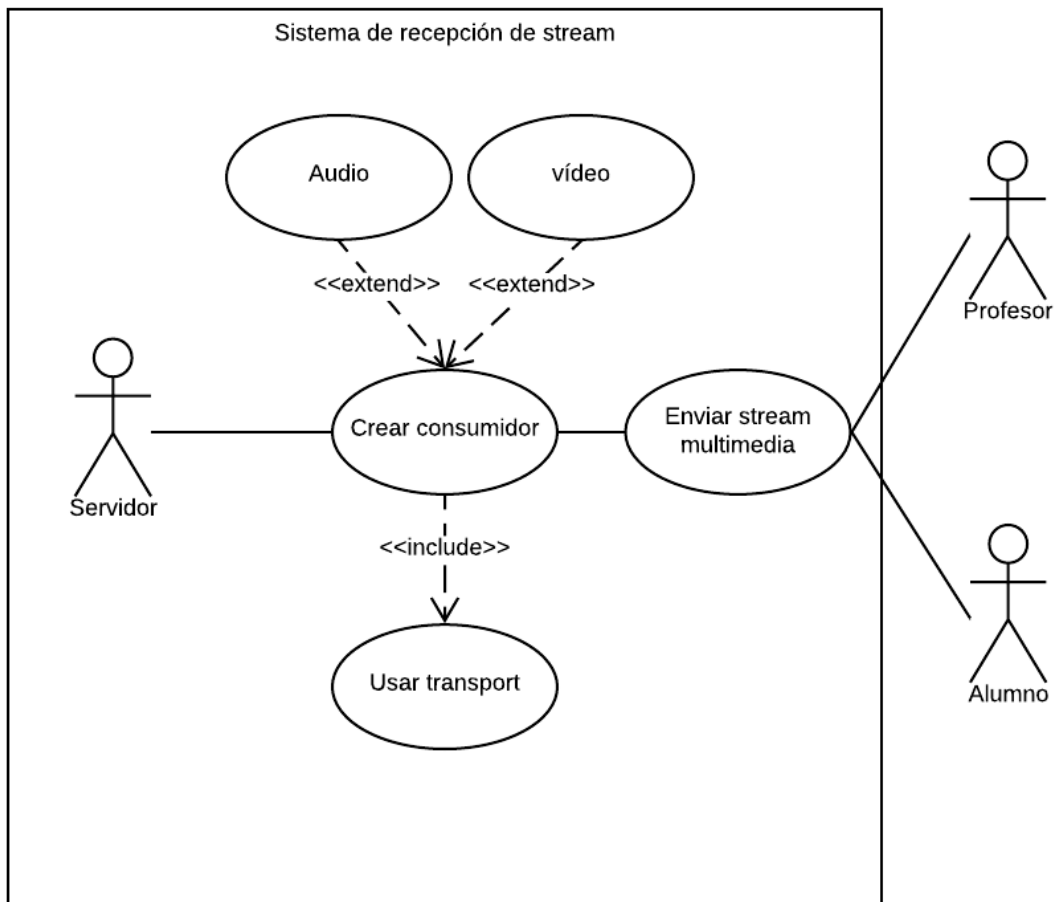 Sistema de recepción de stream
Audio
vídeo
<<extend>>
<<extend>>
Profesor
Servidor
Crear consumidor
Enviar stream
multimedia
<<include>>
Usar transport
Alumno